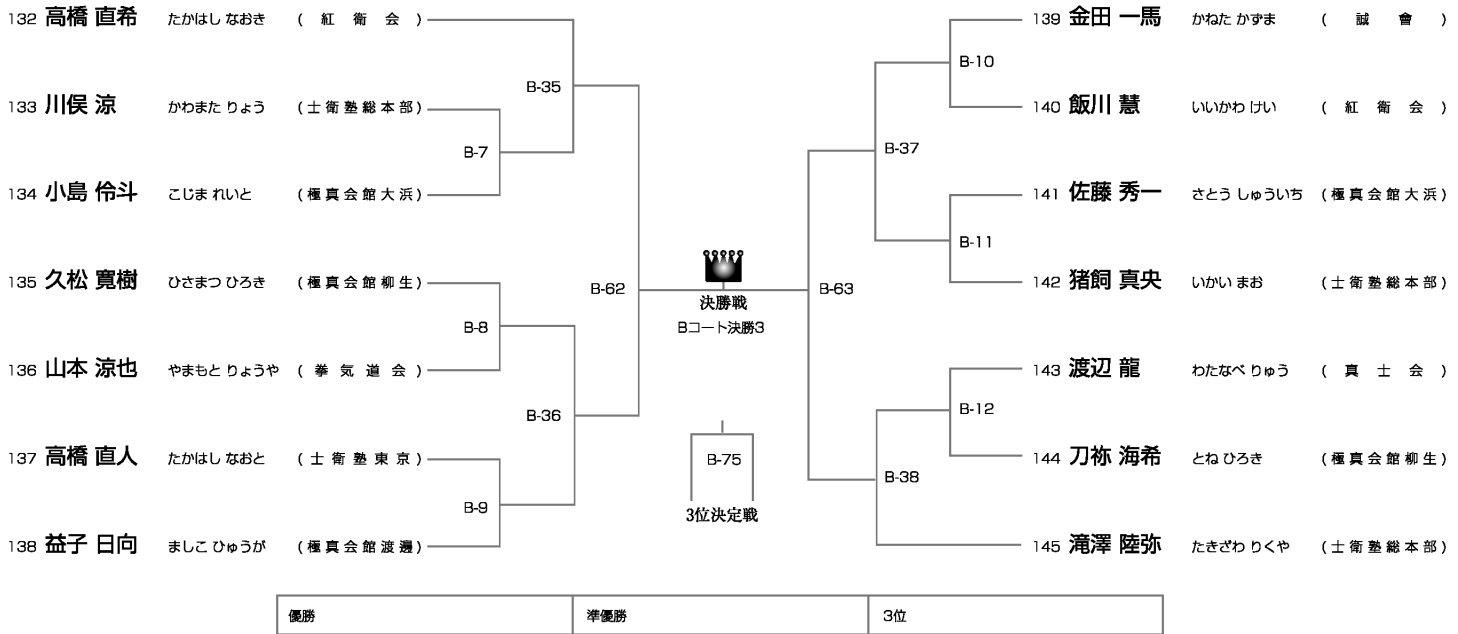 132 高橋 直希 たかはし なおき (紅衛会)
133 川俣 涼 かわまた りょう (士衛塾総本部)
134 小島 伶斗 こじま れいと (極真会館大浜)
135 久松 寛樹 ひさまつ ひろき (極真会館柳生)
136 山本 涼也 やまもと りょうや (拳気道会)
137 高橋 直人 たかはし なおと (士衛塾東京)
138 益子 日向 ましこ ひゅうが (極真会館渡邊)
B-35
B-7
B-8
B-36
B-9
B-62
決勝戦
Bコート決勝3
B-75
3位決定戦
B-63
B-37
B-38
B-10
B-11
B-12
139 金田 一馬 かねた かずま (誠會)
140 飯川 慧 いいかわ けい (紅衛会)
141 佐藤 秀一 さとう しゅういち (極真会館大浜)
142 猪飼 真央 いかい まお (士衛塾総本部)
143 渡辺 龍 わたなべ りゅう (真士会)
144 刀祢 海希 とね ひろき (極真会館柳生)
145 滝澤 陸弥 たきざわ りくや (士衛塾総本部)
優勝 準優勝 3位